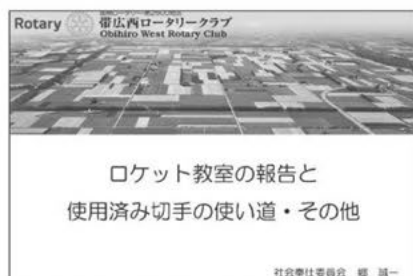 Rotary
帯広西ロータリークラブ
Obihiro West Rotary Club
ロケット教室の報告と
使用済み切手の使い道・その他
社会奉仕委員会 誠一